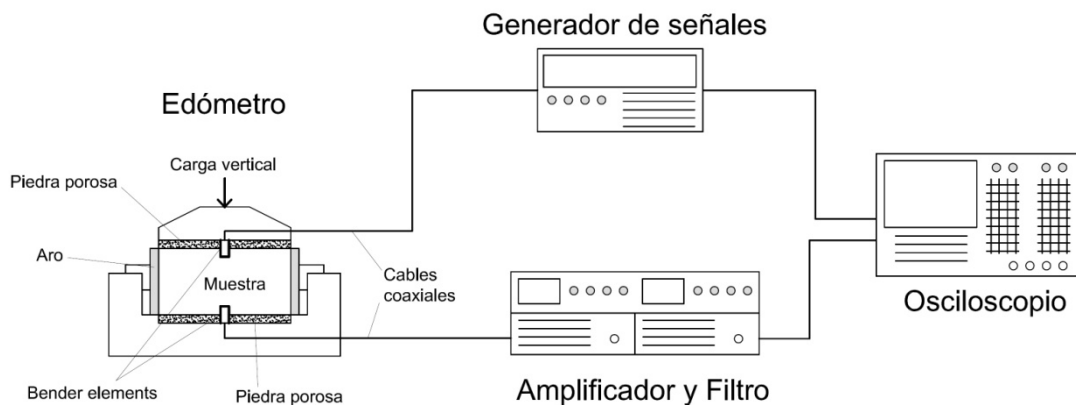 Generador de señales
Edómetro
Carga vertical
Piedra porosa
Aro
Muestra
Cables
coaxiales
Osciloscopio
Bender elements
Piedra porosa
Amplificador y Filtro